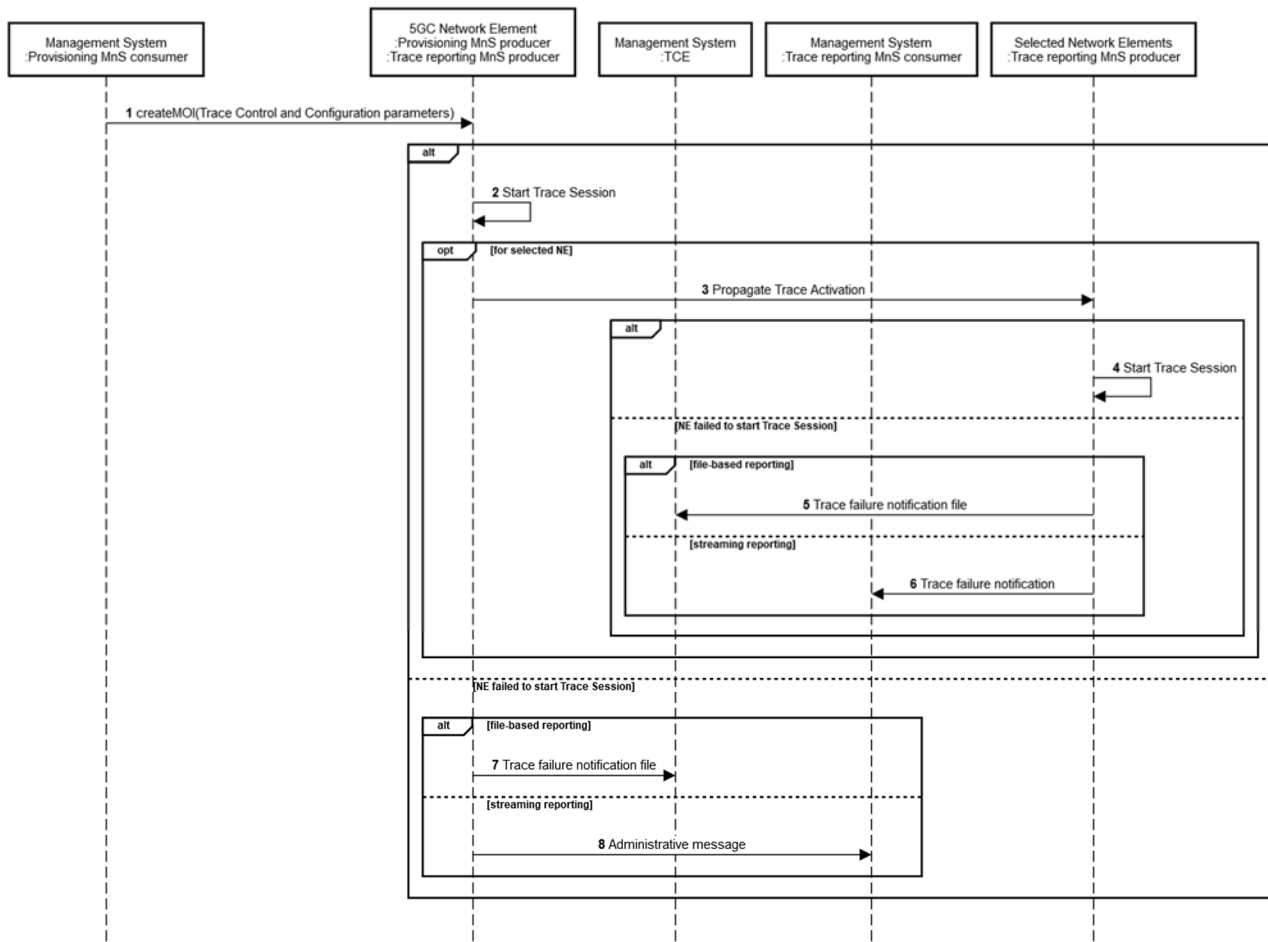 Management System
:Provisioning MnS consumer
5GC Network Element
:Provisioning MnS producer
:Trace reporting MnS producer
Management System
:TCE
Management System
:Trace reporting MnS consumer
Selected Network Elements
:Trace reporting MnS producer
1 createMOI(Trace Control and Configuration parameters)
alt
2 Start Trace Session
opt [for selected NE]
3 Propagate Trace Activation
alt
4 Start Trace Session
[NE failed to start Trace Session]
alt [file-based reporting]
5 Trace failure notification file
[streaming reporting]
6 Trace failure notification
[NE failed to start Trace Session]
alt [file-based reporting]
7 Trace failure notification file
[streaming reporting]
8 Administrative message